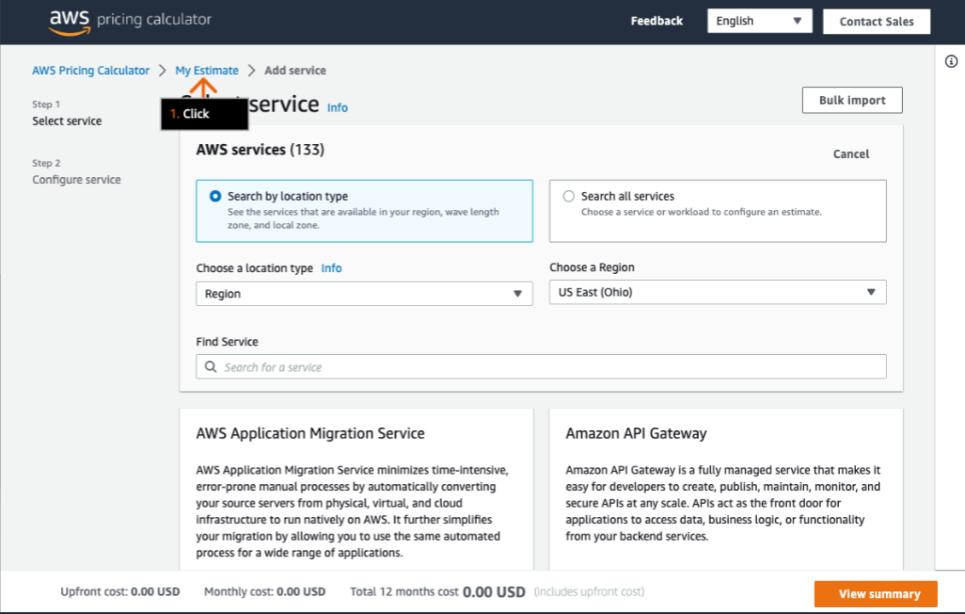 aws pricing calculator
Feedback
English
Contact Sales
AWS Pricing Calculator > My Estimate > Add service
Step 1
Select service
Step 2
Configure service
1. Click
service Info
Bulk import
AWS services (133)
Cancel
Search by location type
See the services that are available in your region, wave length
zone, and local zone.
Search all services
Choose a service or workload to configure an estimate.
Choose a location type Info
Region
Choose a Region
US East (Ohio)
Find Service
Search for a service
AWS Application Migration Service
AWS Application Migration Service minimizes time-intensive,
error-prone manual processes by automatically converting
your source servers from physical, virtual, and cloud
infrastructure to run natively on AWS. It further simplifies
your migration by allowing you to use the same automated
process for a wide range of applications.
Amazon API Gateway
Amazon API Gateway is a fully managed service that makes it
easy for developers to create, publish, maintain, monitor, and
secure APIs at any scale. APIs act as the front door for
applications to access data, business logic, or functionality
from your backend services.
Upfront cost: 0.00 USD
Monthly cost: 0.00 USD
Total 12 months cost 0.00 USD (Includes upfront cost)
View summary